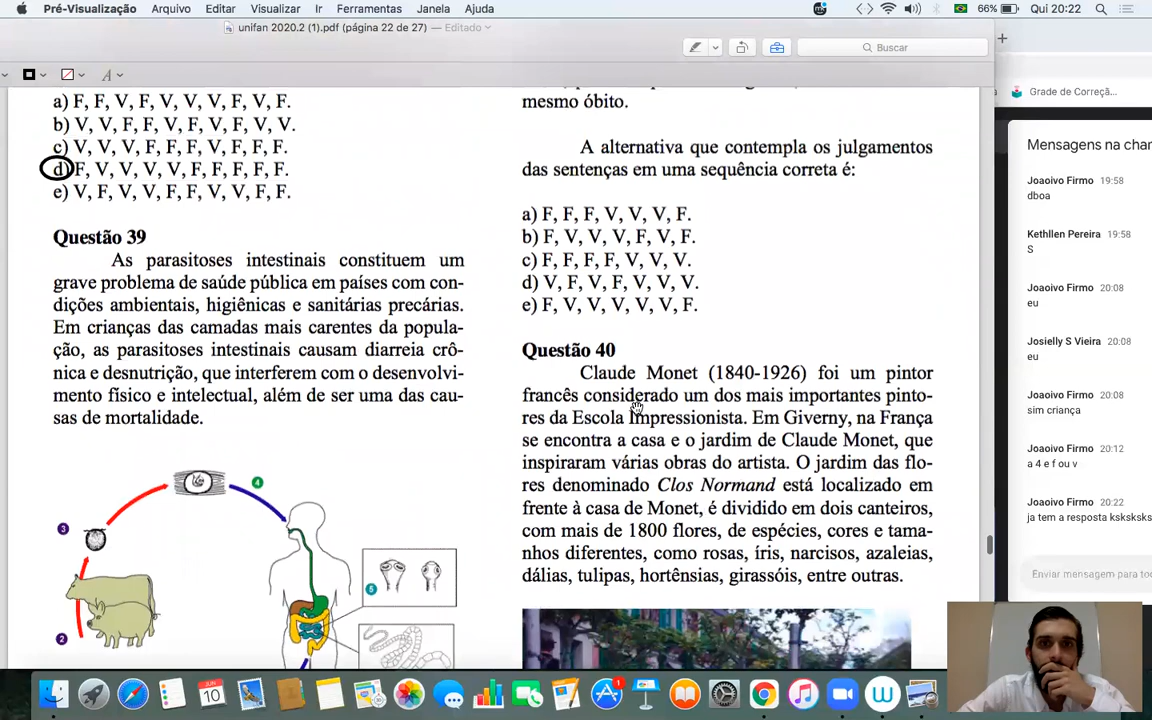 Pré-Visualização Arquivo Editar Visualizar Ir Ferramentas Janela Ajuda
66% Qui 20:22
unifan 2020.2 (1).pdf (página 22 de 27) — Editado
Buscar
a) F, F, V, F, V, V, F, V, F.
b) V, V, F, F, V, F, V, F, V, V.
c) V, V, V, F, F, F, V, F, F, F.
d) F, V, V, V, V, F, F, F, F, F.
e) V, F, V, V, F, F, V, V, F, F.
Questão 39
As parasitoses intestinais constituem um
grave problema de saúde pública em países com con-
dições ambientais, higiênicas e sanitárias precárias.
Em crianças das camadas mais carentes da popula-
ção, as parasitoses intestinais causam diarreia crô-
nica e desnutrição, que interferem com o desenvolvi-
mento físico e intelectual, além de ser uma das cau-
sas de mortalidade.
4
3
5
2
mesmo óbito.
A alternativa que contempla os julgamentos
das sentenças em uma sequência correta é:
a) F, F, F, V, V, V, F.
b) F, V, V, V, F, V, F.
c) F, F, F, F, V, V, V.
d) V, F, V, F, V, V, V.
e) F, V, V, V, V, V, F.
Questão 40
Claude Monet (1840-1926) foi um pintor
francês considerado um dos mais importantes pinto-
res da Escola Impressionista. Em Giverny, na França
se encontra a casa e o jardim de Claude Monet, que
inspiraram várias obras do artista. O jardim das flo-
res denominado Clos Normand está localizado em
frente à casa de Monet, é dividido em dois canteiros,
com mais de 1800 flores, de espécies, cores e tama-
nhos diferentes, como rosas, íris, narcisos, azaleias,
dálias, tulipas, hortênsias, girassóis, entre outras.
Grade de Correçã...
Mensagens na cham
Joaoivo Firmo 19:58
dboa
Kethllen Pereira 19:58
S
Joaoivo Firmo 20:08
eu
Josielly S Vieira 20:08
eu
Joaoivo Firmo 20:08
sim criança
Joaoivo Firmo 20:12
a 4 e f ou v
Joaoivo Firmo 20:22
ja tem a resposta ksksksks
Enviar mensagem para to
JUN
10
1